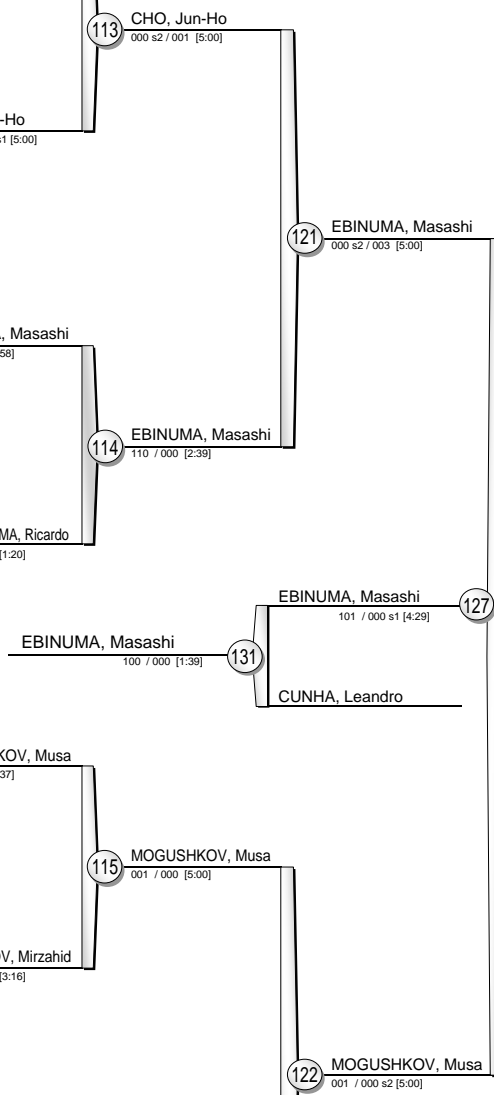 113
CHO, Jun-Ho
000 s2 / 001 [5:00]
-Ho
s1 [5:00]
121
EBINUMA, Masashi
000 s2 / 003 [5:00]
, Masashi
58]
114
EBINUMA, Masashi
110 / 000 [2:39]
MA, Ricardo
[1:20]
EBINUMA, Masashi
101 / 000 s1 [4:29]
127
EBINUMA, Masashi
100 / 000 [1:39]
131
CUNHA, Leandro
KOV, Musa
37]
115
MOGUSHKOV, Musa
001 / 000 [5:00]
OV, Mirzahid
[3:16]
122
MOGUSHKOV, Musa
001 / 000 s2 [5:00]